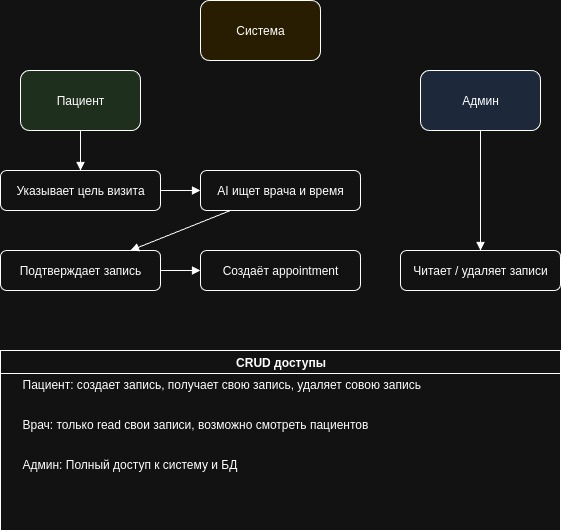 Система
Пациент
Админ
Указывает цель визита
AI ищет врача и время
Подтверждает запись
Создаёт appointment
Читает / удаляет записи
CRUD доступы
Пациент: создает запись, получает свою запись, удаляет совою запись
Врач: только read свои записи, возможно смотреть пациентов
Админ: Полный доступ к систему и БД